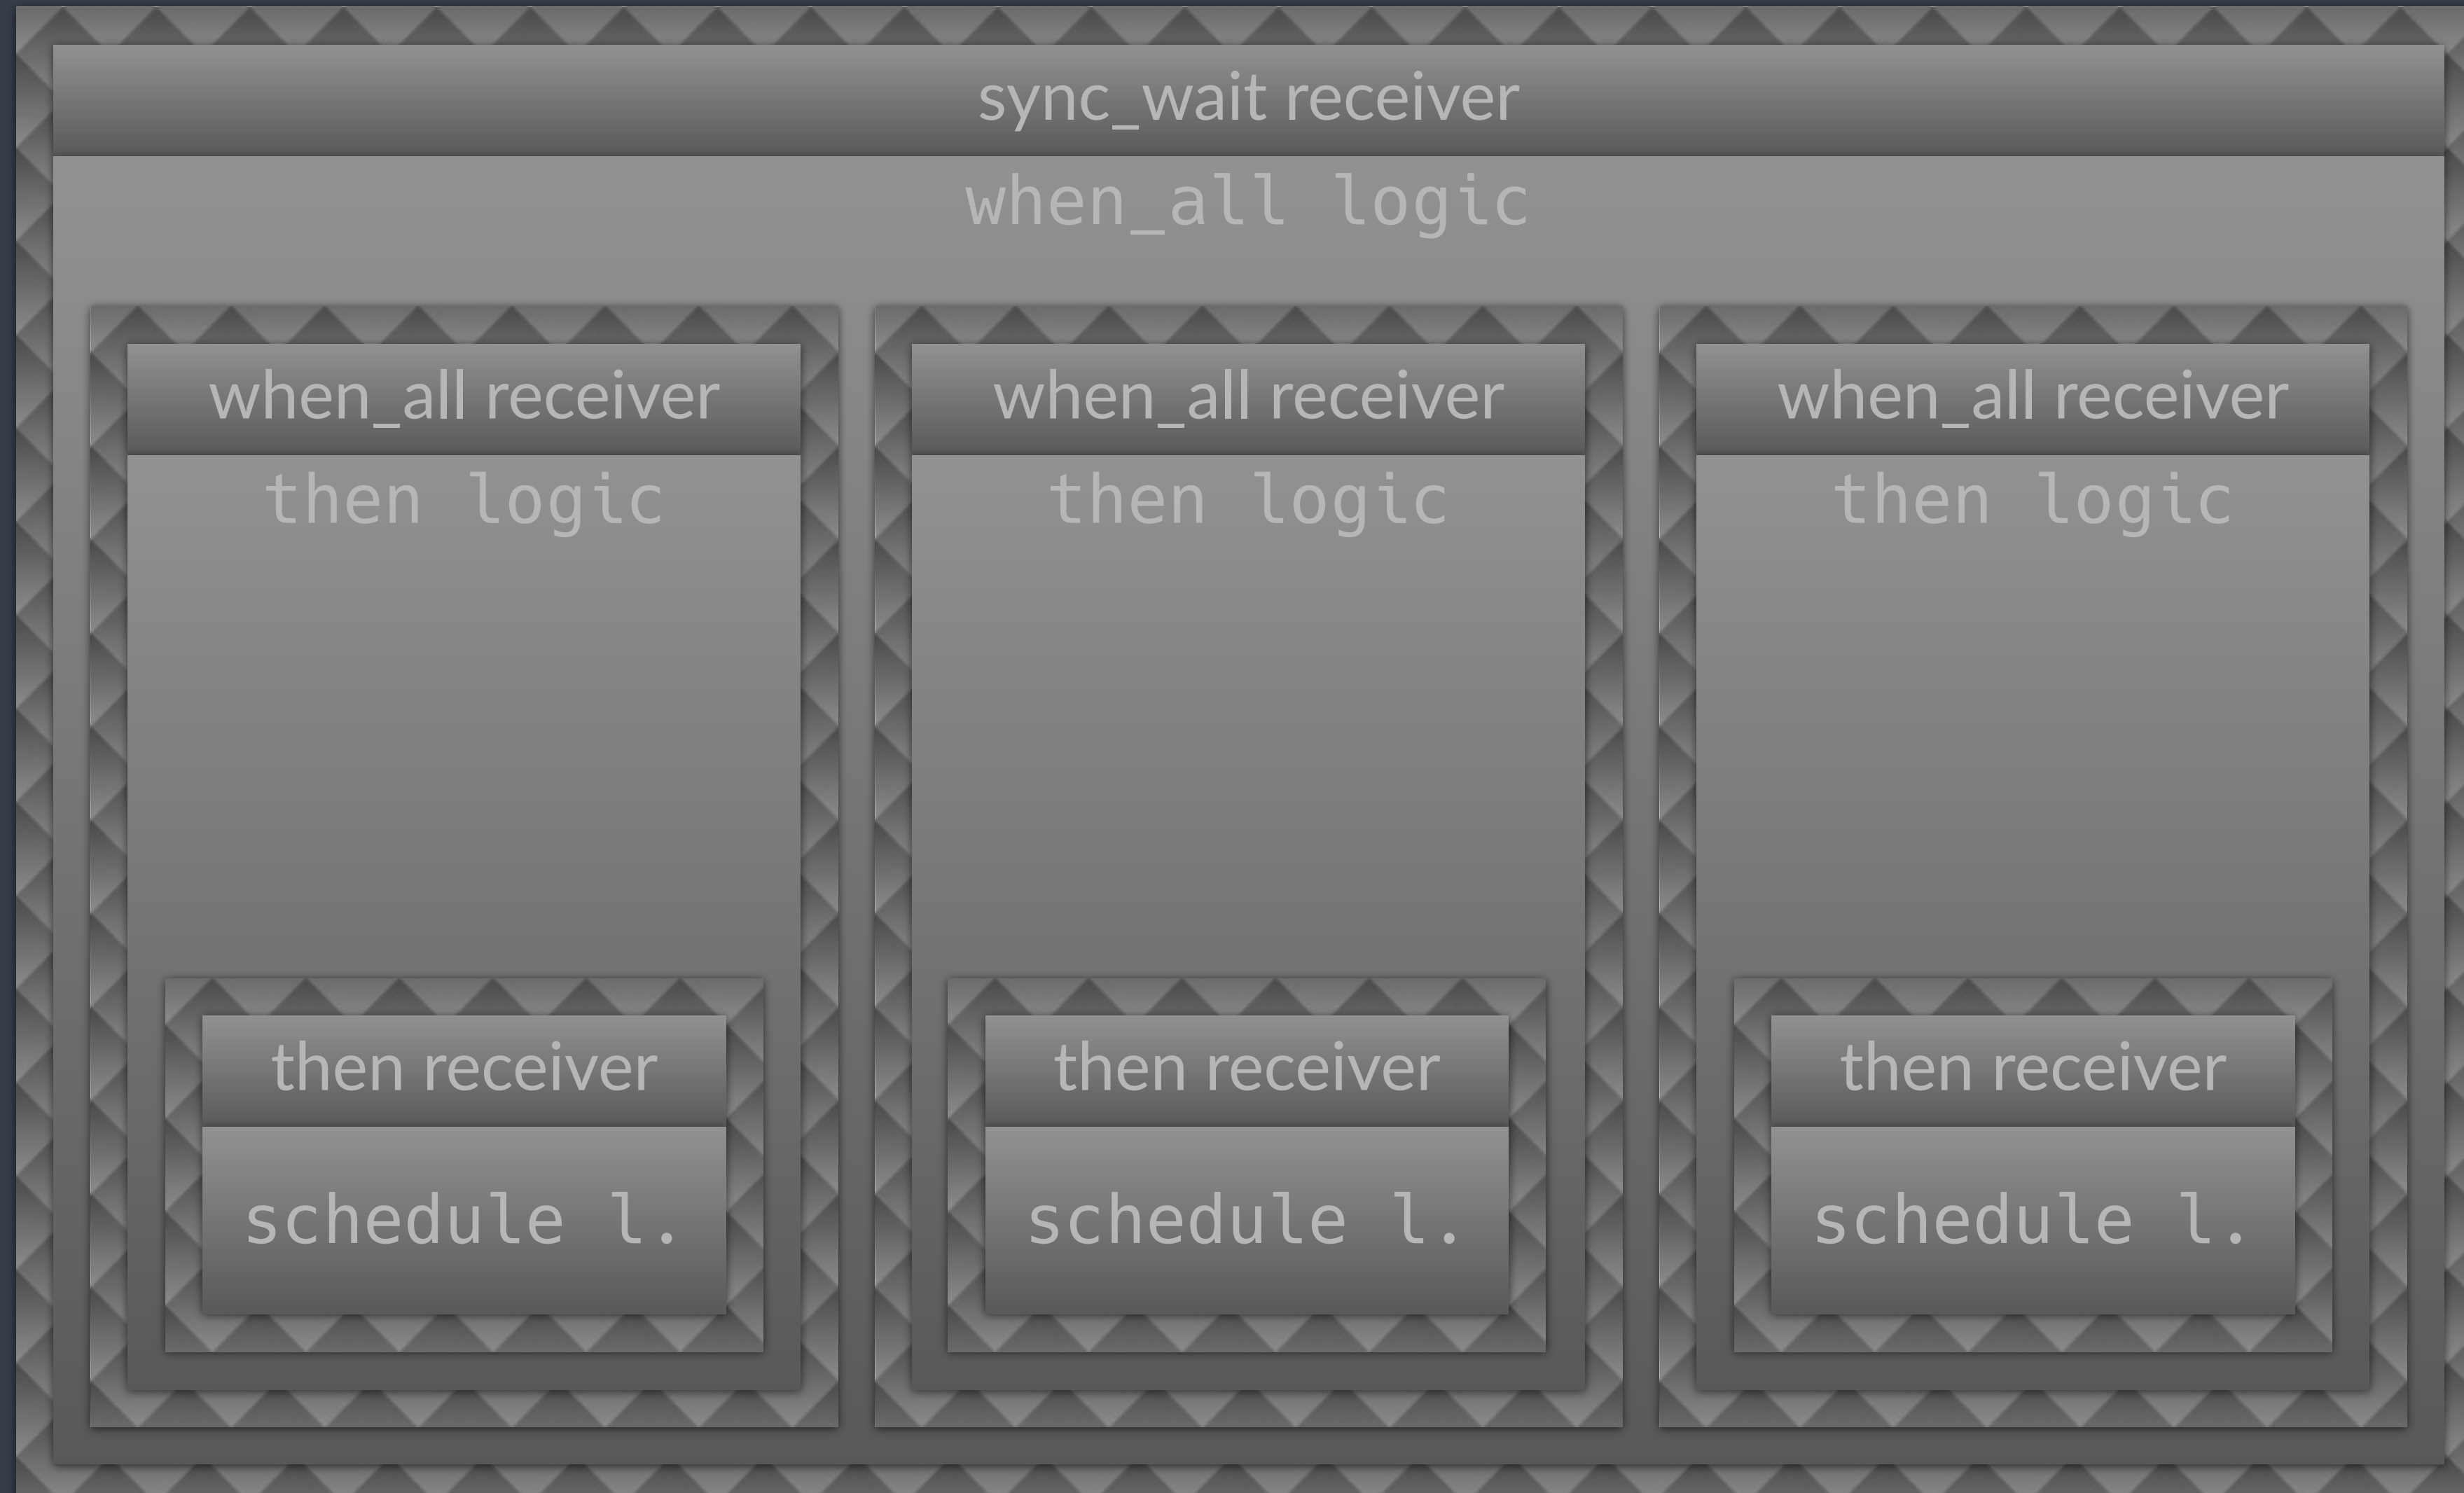 sync_wait receiver
when_all logic
when_all receiver
then logic
then receiver
schedule l.
when_all receiver
then logic
then receiver
schedule l.
when_all receiver
then logic
then receiver
schedule l.